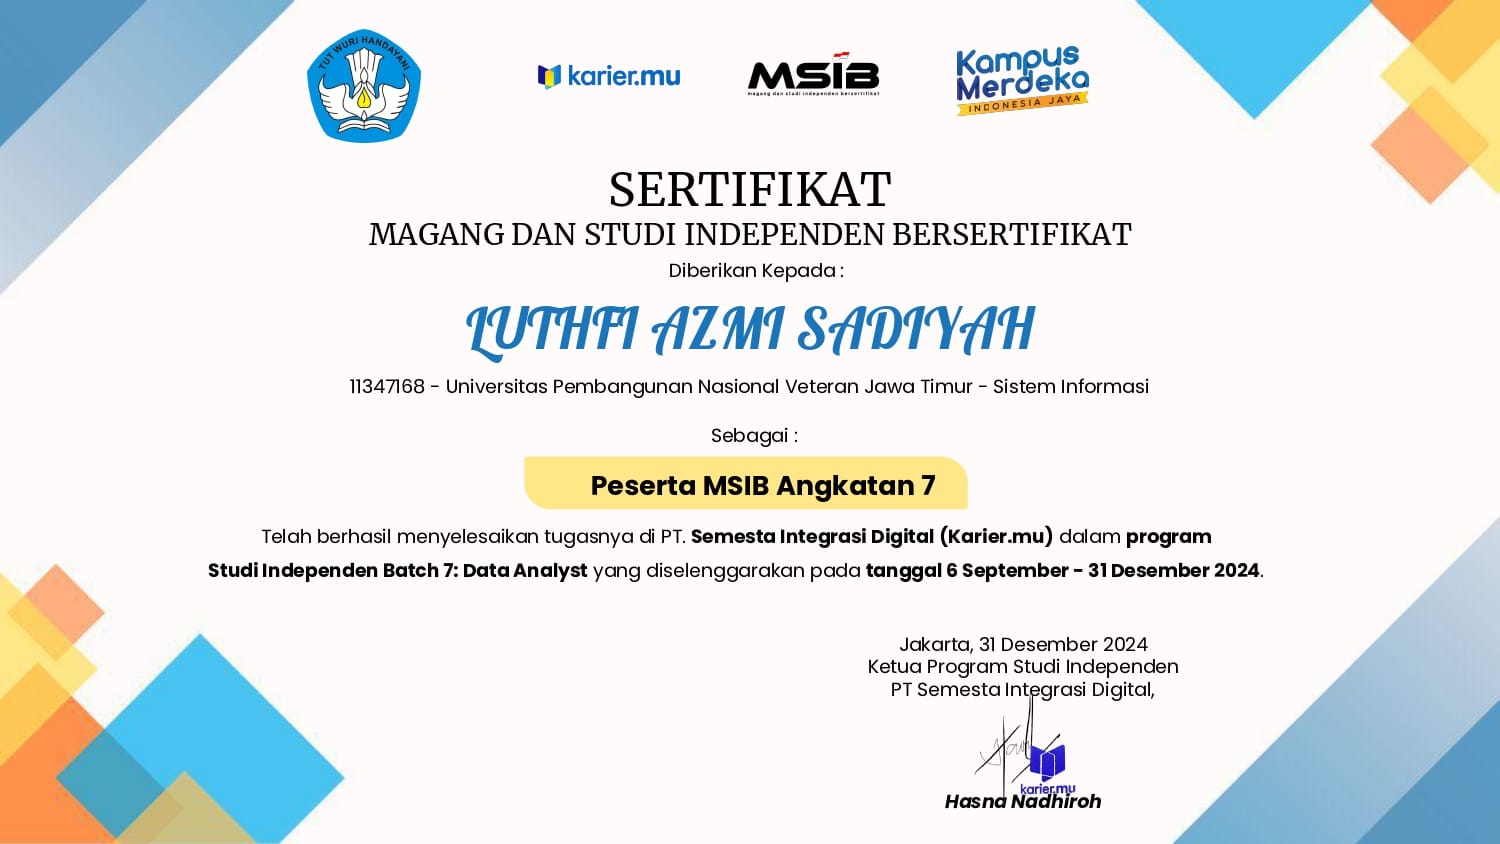 TUT WURI HANDAYANI
karier.mu
MSIB
magang dan studi independen bersertifikat
Kampus
Merdeka
INDONESIA JAYA
SERTIFIKAT
MAGANG DAN STUDI INDEPENDEN BERSERTIFIKAT
Diberikan Kepada :
LUTHFI AZMI SADIYAH
11347168 - Universitas Pembangunan Nasional Veteran Jawa Timur - Sistem Informasi
Sebagai :
Peserta MSIB Angkatan 7
Telah berhasil menyelesaikan tugasnya di PT. Semesta Integrasi Digital (Karier.mu) dalam program
Studi Independen Batch 7: Data Analyst yang diselenggarakan pada tanggal 6 September - 31 Desember 2024.
Jakarta, 31 Desember 2024
Ketua Program Studi Independen
PT Semesta Integrasi Digital,
karier.mu
Hasna Nadhiroh